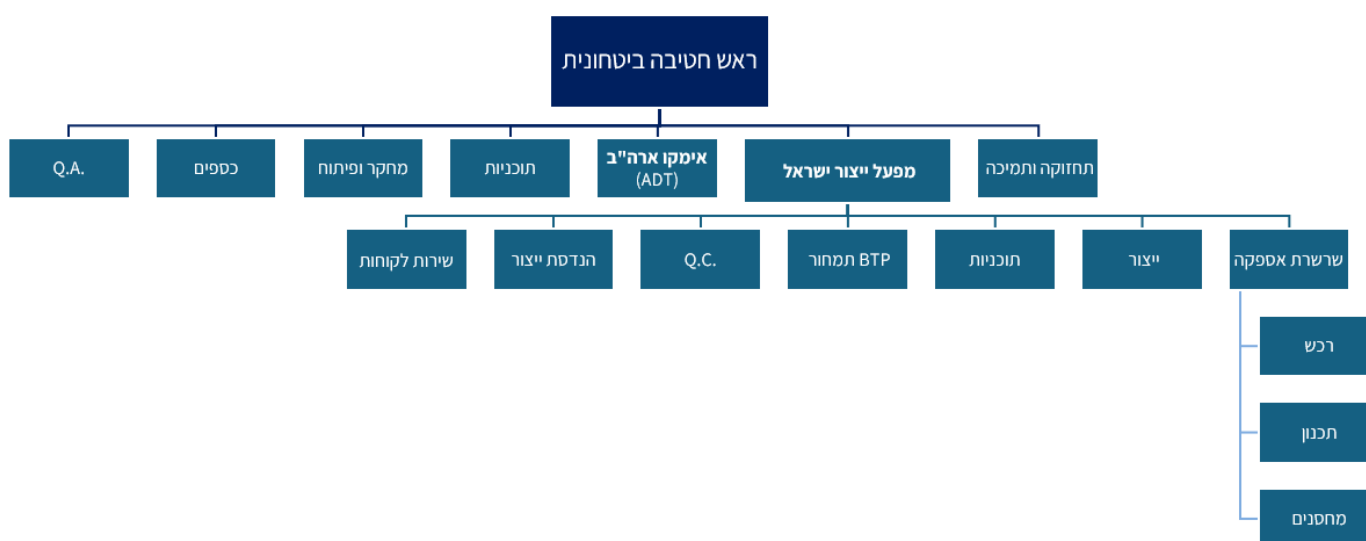 ראש חטיבה ביטחונית
תחזוקה ותמיכה
מפעל ייצור ישראל
אימקו ארה"ב
(ADT)
תוכניות
מחקר ופיתוח
כספים
Q.A.
שרשרת אספקה
ייצור
תוכניות
BTP תמחור
Q.C.
הנדסת ייצור
שירות לקוחות
רכש
תכנון
מחסנים